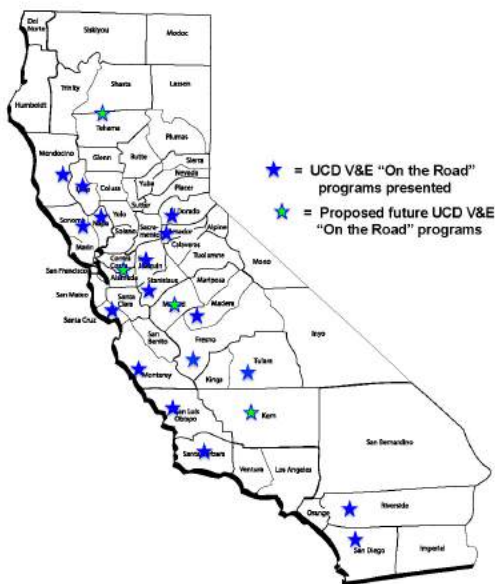 Del
Norte
Siskiyou
Modoc
Trinity
Shasta
Lassen
Humboldt
Tehama
Plumas
Mendocino
Glenn
Butte
Sierra
Nevada
Colusa
Yuba
Placer
Sutter
Sonoma
Napa
Yolo
Dorado
Solano
Sacra-
mento
Amador
Alpine
Marin
Calaveras
Contra
Costa
Tuolumne
Mono
San Francisco
Alameda
Joaquin
Stanislaus
Mariposa
San Mateo
Santa
Clara
Merced
Madera
Santa Cruz
San
Benito
Fresno
Inyo
Monterey
Kings
Tulare
San Luis
Obispo
Kern
San Bernardino
Santa
Ventura
Los Angeles
Orange
Riverside
San Diego
Imperial
= UCD V&E "On the Road"
programs presented
= Proposed future UCD V&E
"On the Road" programs